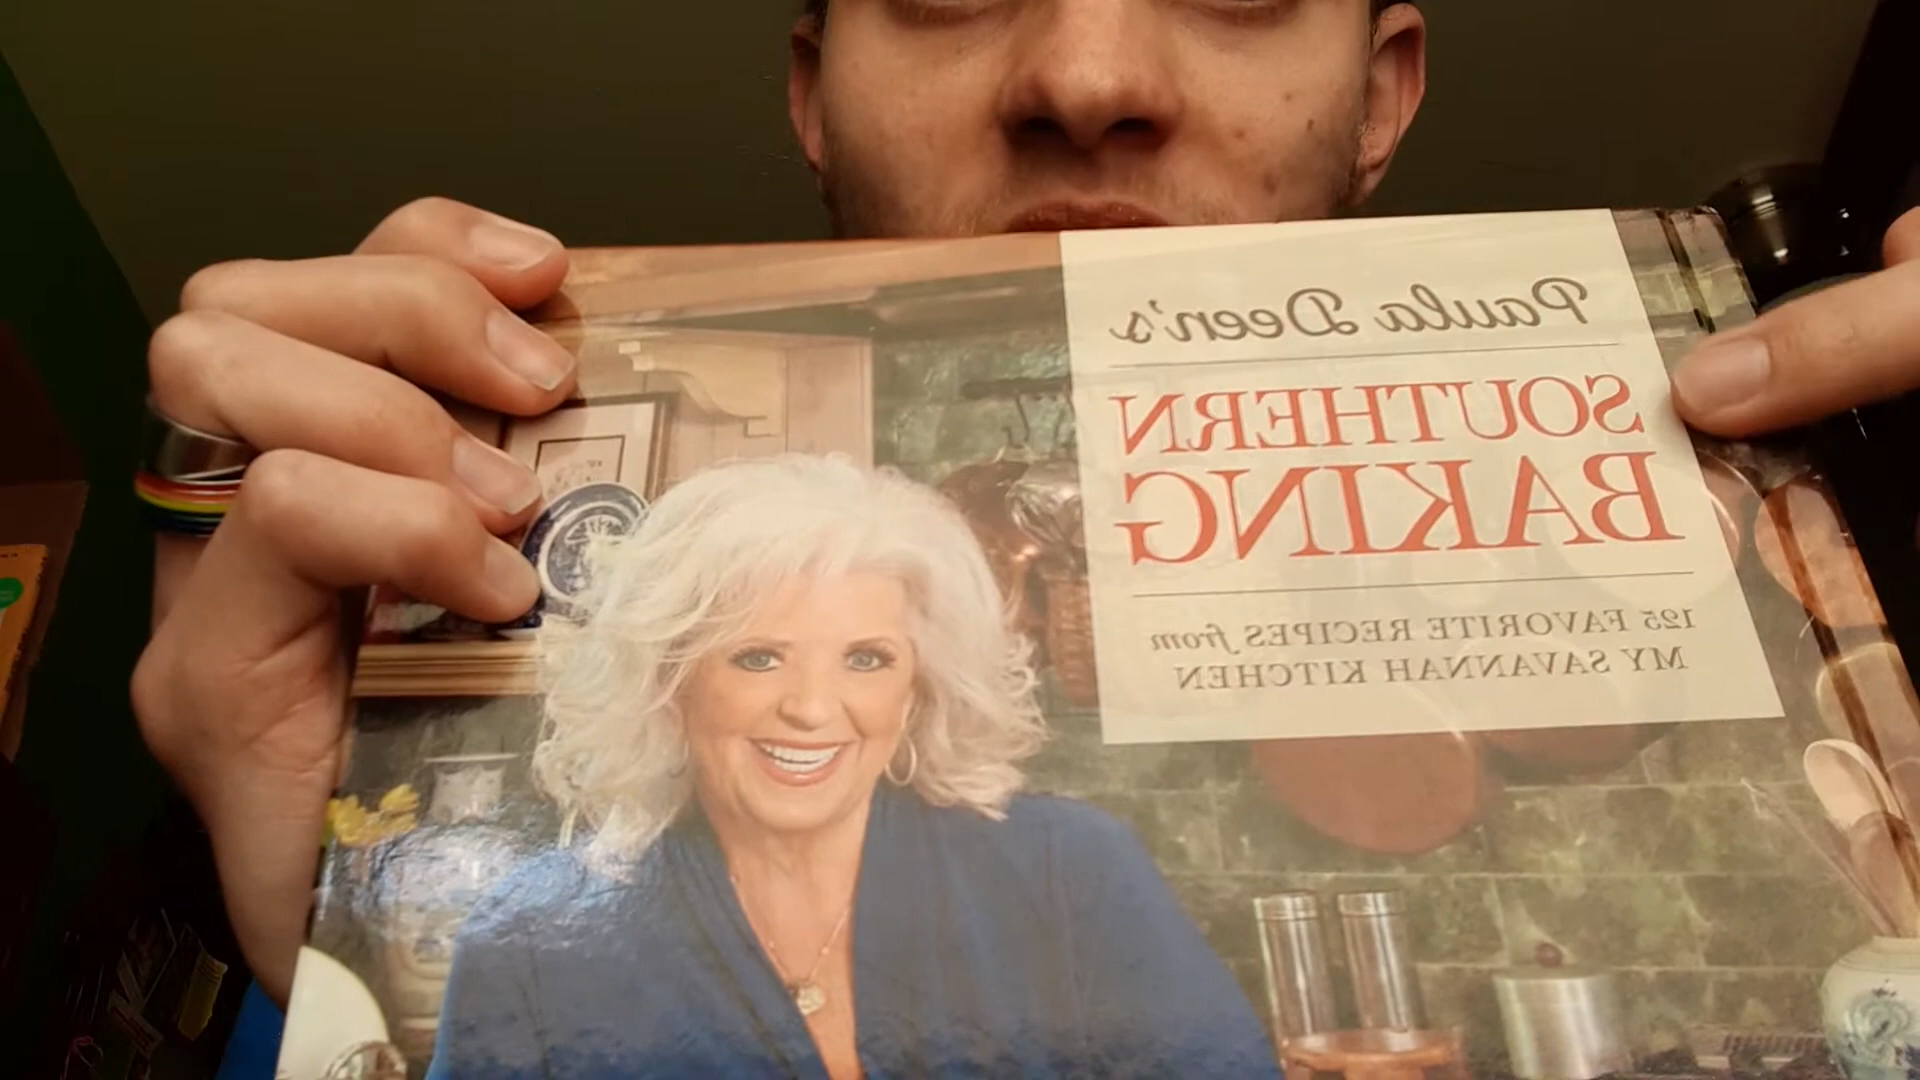 Paula Deen's
SOUTHERN
BAKING
125 FAVORITE RECIPES from
MY SAVANNAH KITCHEN